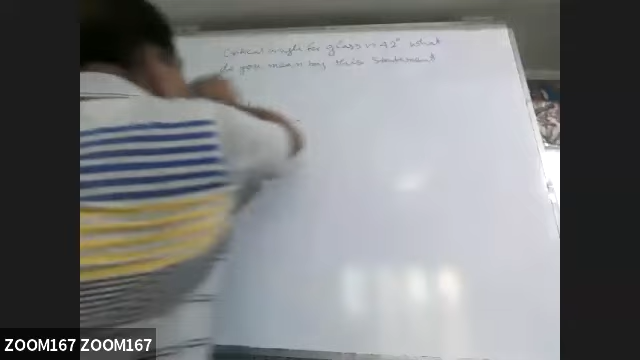 Critical angle for glass is 42° what
do you mean by this statement
ZOOM167 ZOOM167